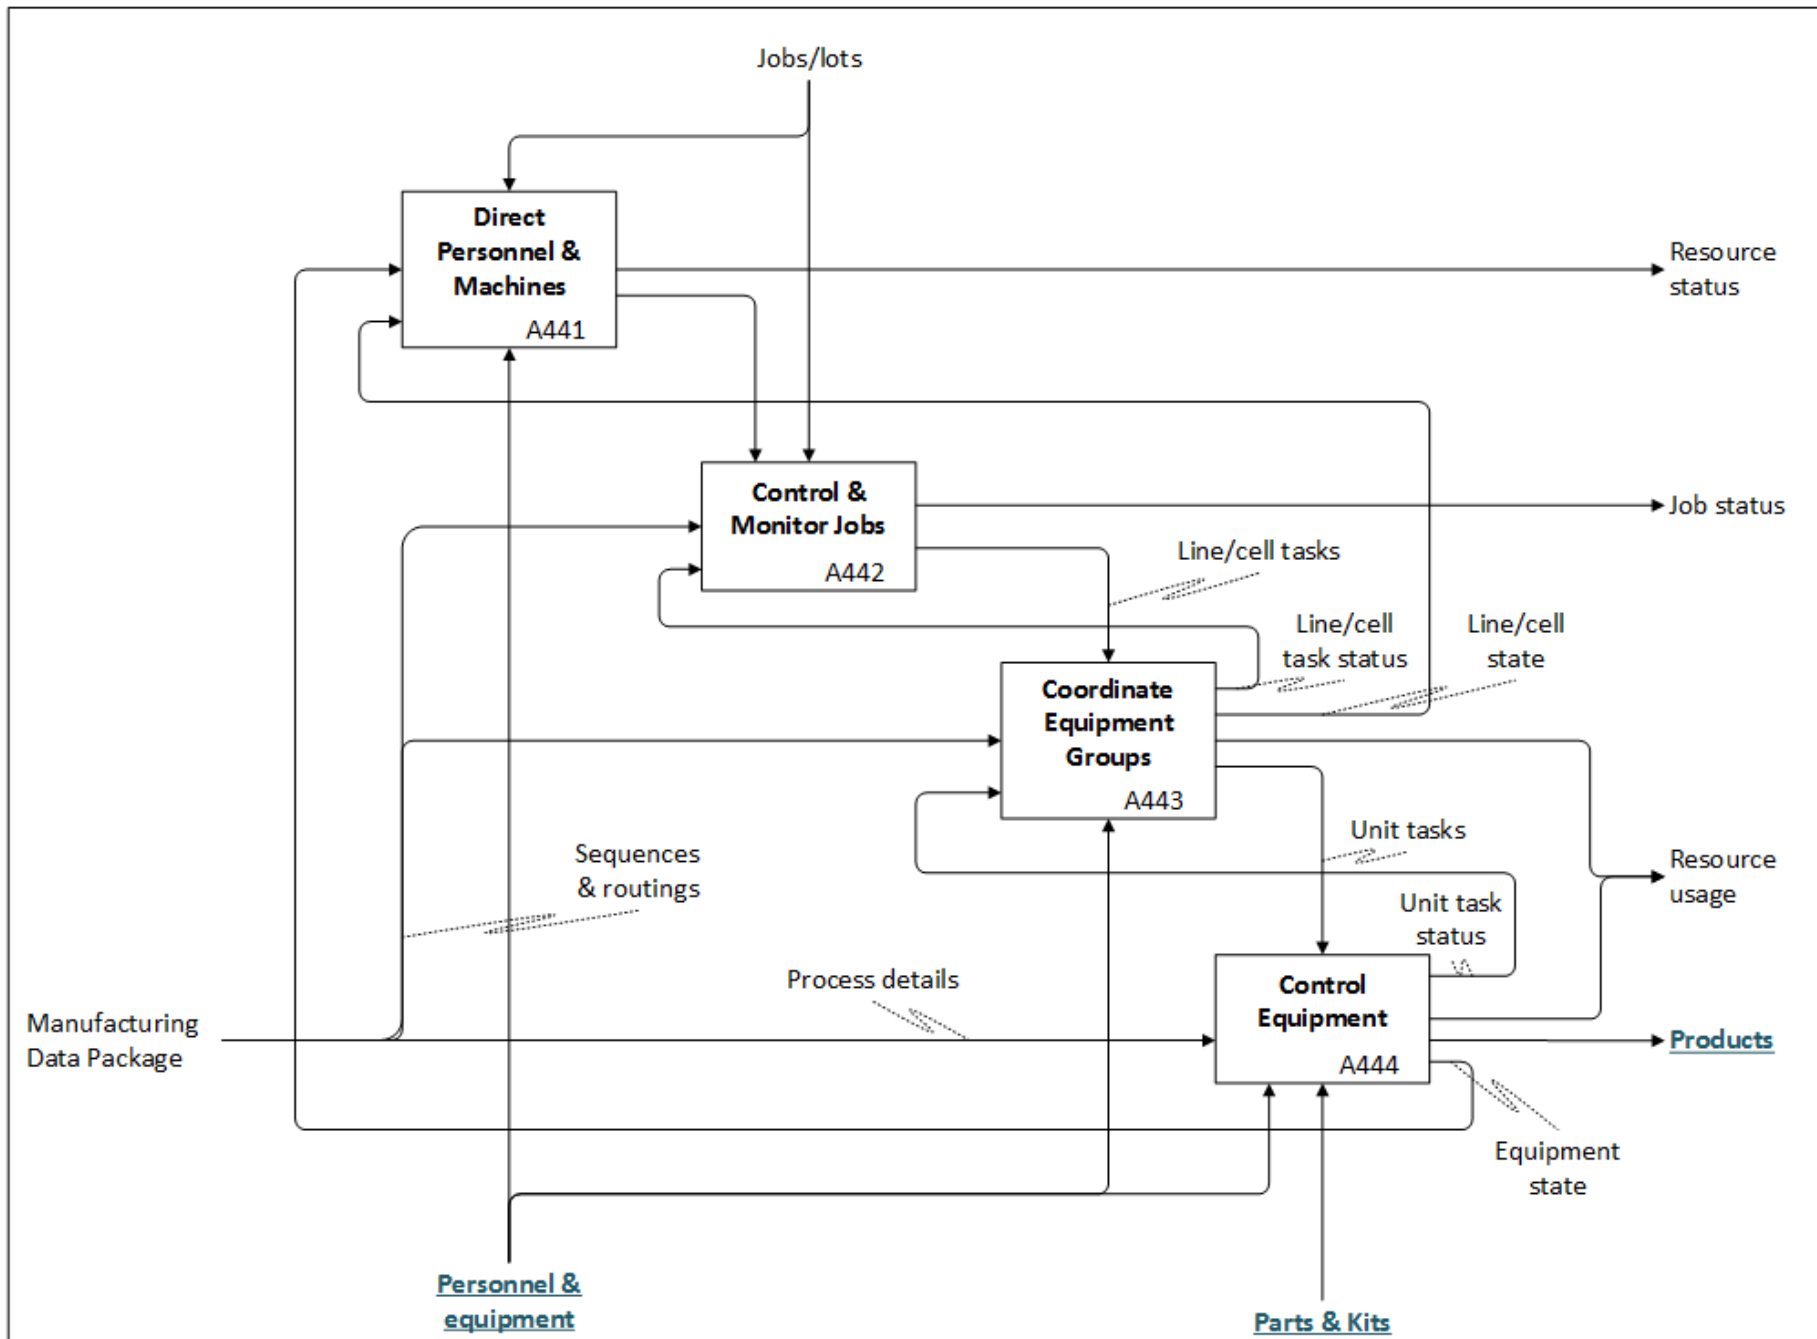 Jobs/lots
Direct
Personnel &
Machines
A441
Resource
status
Control &
Monitor Jobs
A442
Job status
Line/cell tasks
Line/cell
task status
Line/cell
state
Coordinate
Equipment
Groups
A443
Unit tasks
Sequences
& routings
Resource
usage
Unit task
status
Process details
Control
Equipment
A444
Manufacturing
Data Package
Products
Equipment
state
Personnel &
equipment
Parts & Kits